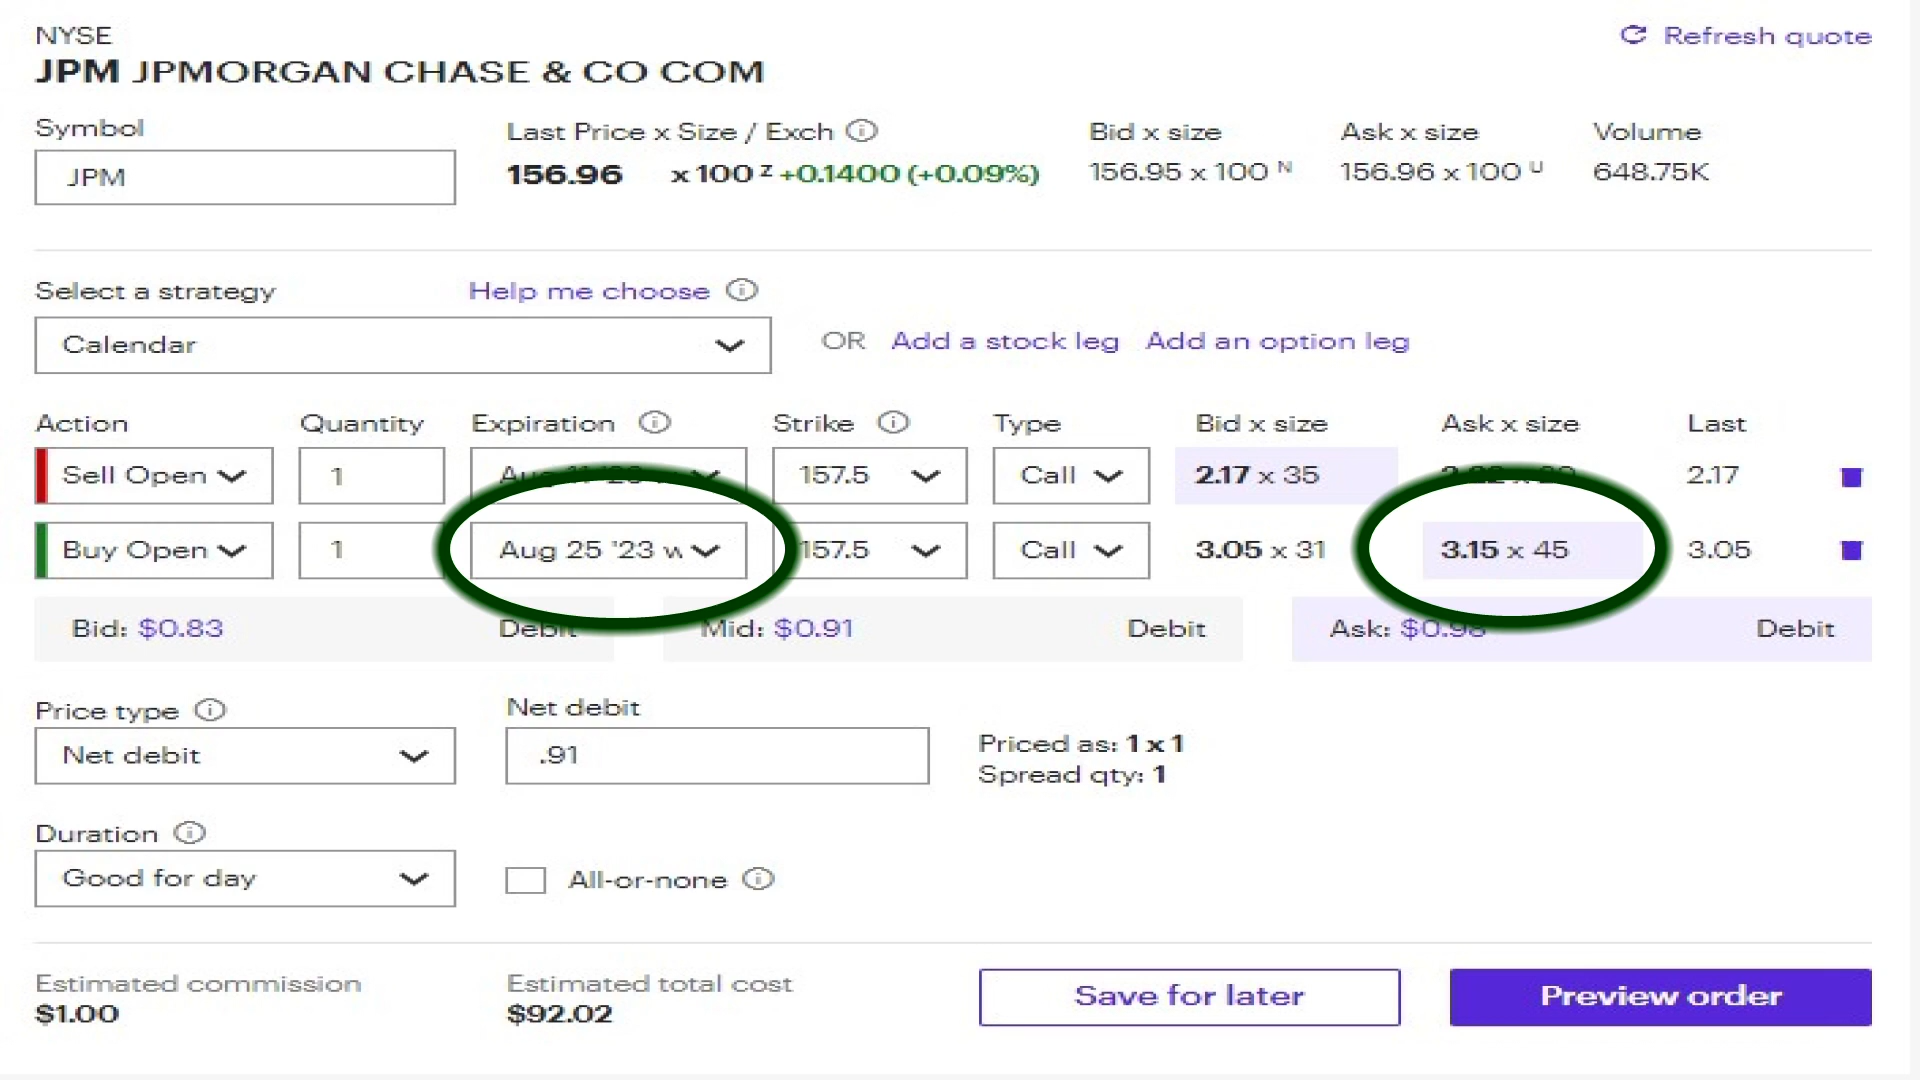 NYSE
Refresh quote
JPM JPMORGAN CHASE & CO COM
Symbol
Last Price x Size / Exch
Bid x size
Ask x size
Volume
JPM
156.96 x 100 Z +0.1400 (+0.09%)
156.95 x 100 N
156.96 x 100 U
648.75K
Select a strategy
Help me choose
Calendar
OR Add a stock leg Add an option leg
Action Quantity Expiration Strike Type Bid x size Ask x size Last
Sell Open 1 Aug 157.5 Call 2.17 x 35 2.17
Buy Open 1 Aug 25 '23 w 157.5 Call 3.05 x 31 3.15 x 45 3.05
Bid: $0.83 Debit
Mid: $0.91 Debit
Ask: $0.98 Debit
Price type
Net debit
Net debit
.91
Priced as: 1 x 1
Spread qty: 1
Duration
Good for day
All-or-none
Estimated commission
$1.00
Estimated total cost
$92.02
Save for later
Preview order